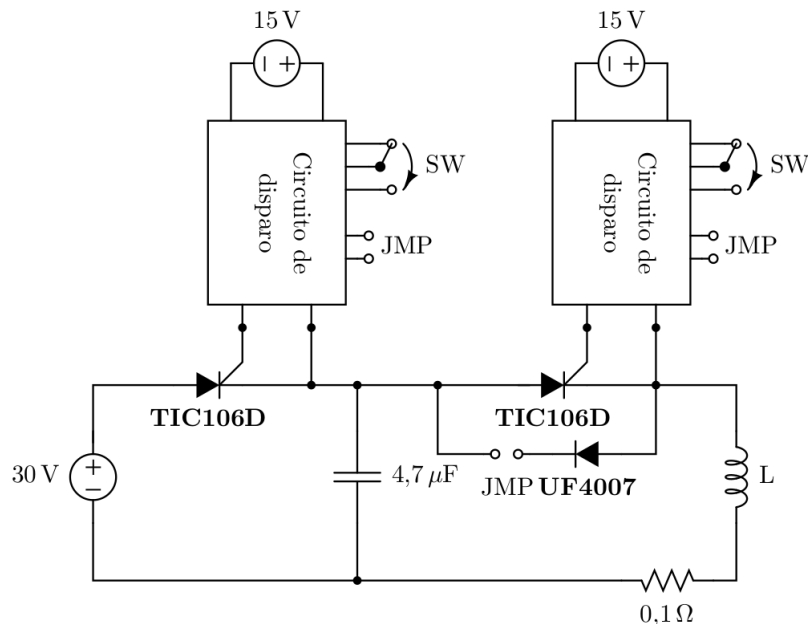 15 V
15 V
Circuito de
disparo
SW
JMP
Circuito de
disparo
SW
JMP
TIC106D
TIC106D
30 V
+
−
4,7 μF
JMP UF4007
L
0,1 Ω